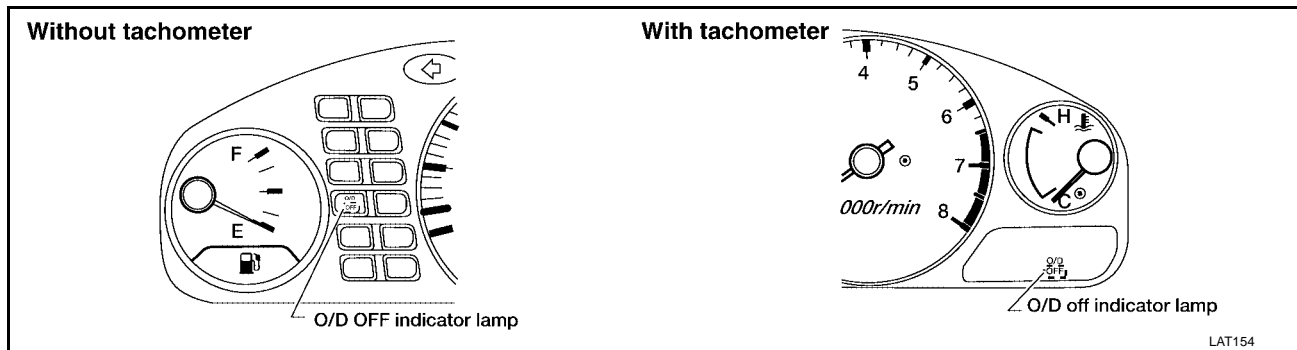 Without tachometer
F
E
O/D
OFF
O/D OFF indicator lamp
With tachometer
4
5
6
7
8
000r/min
H
C
O/D
OFF
O/D off indicator lamp
LAT154